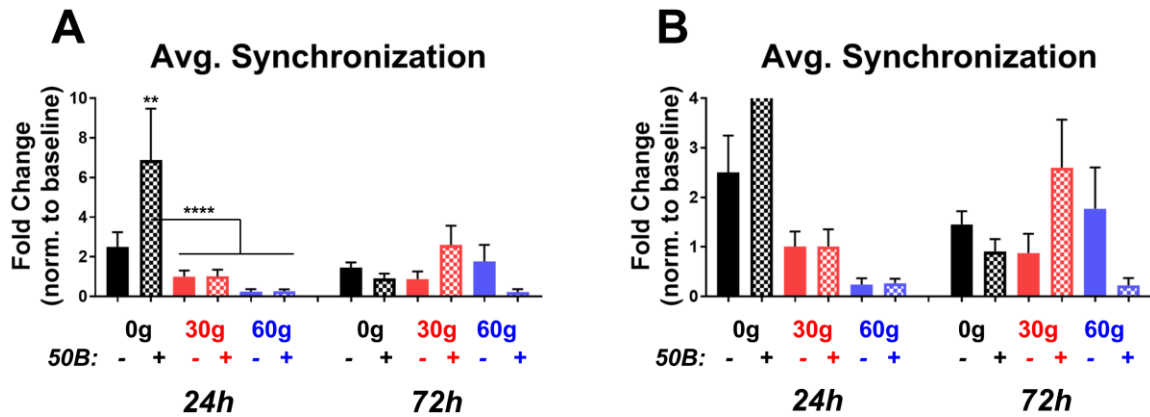 A
Avg. Synchronization
Fold Change
(norm. to baseline)
10
8
6
4
2
0
**
****
0g 30g 60g 0g 30g 60g
50B: - + - + - + - + - + - +
24h 72h
B
Avg. Synchronization
Fold Change
(norm. to baseline)
4
3
2
1
0
0g 30g 60g 0g 30g 60g
50B: - + - + - + - + - + - +
24h 72h